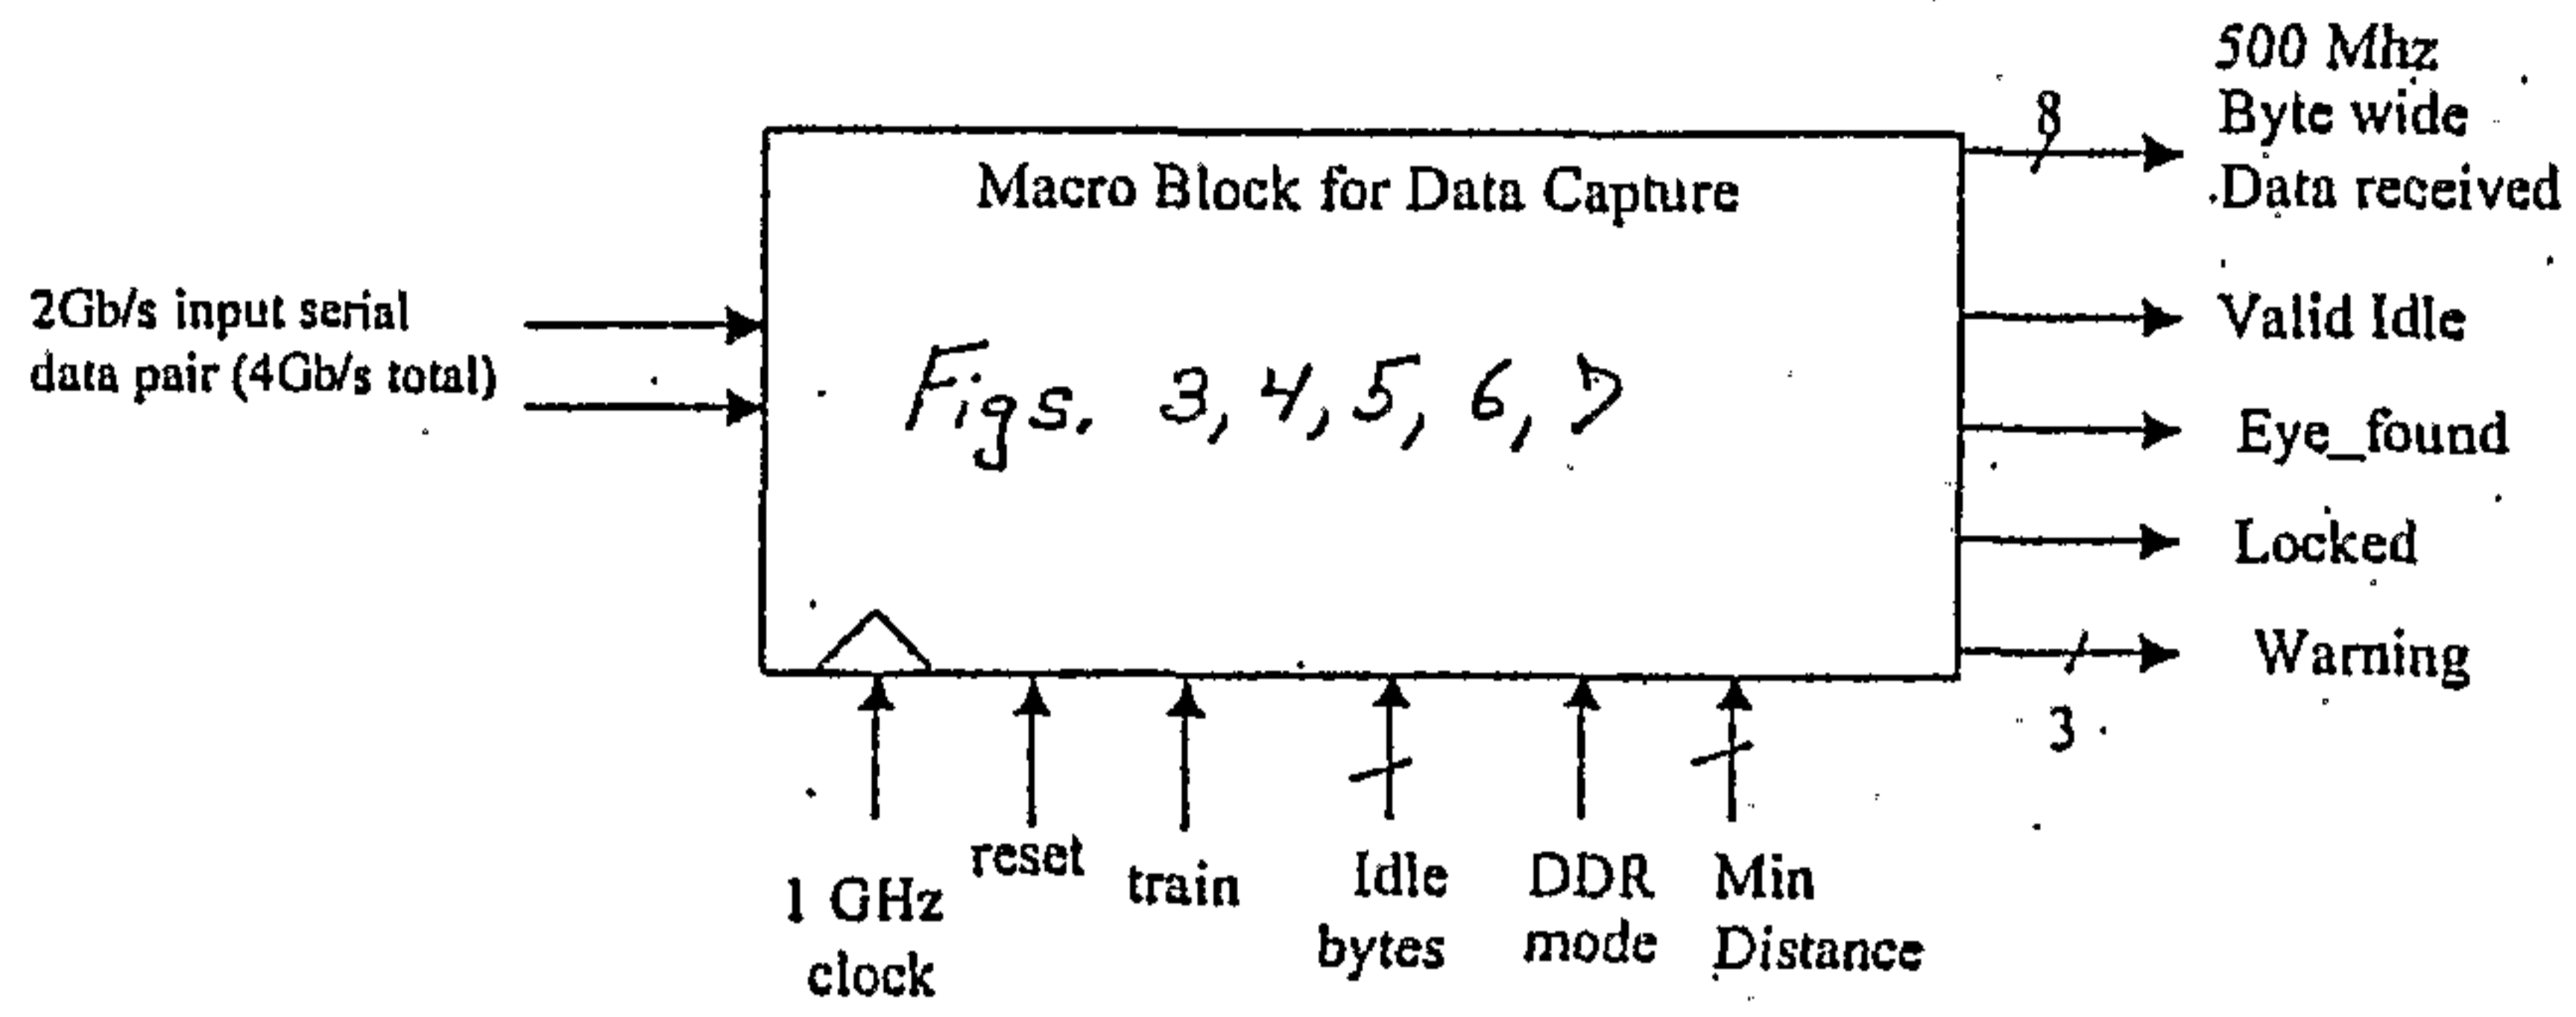 500 Mhz
Byte wide
Data received
8
Macro Block for Data Capture
2Gb/s input serial
data pair (4Gb/s total)
Figs. 3, 4, 5, 6, 7
Valid Idle
Eye_found
Locked
Warning
3
1 GHz
clock
reset
train
Idle
bytes
DDR
mode
Min
Distance